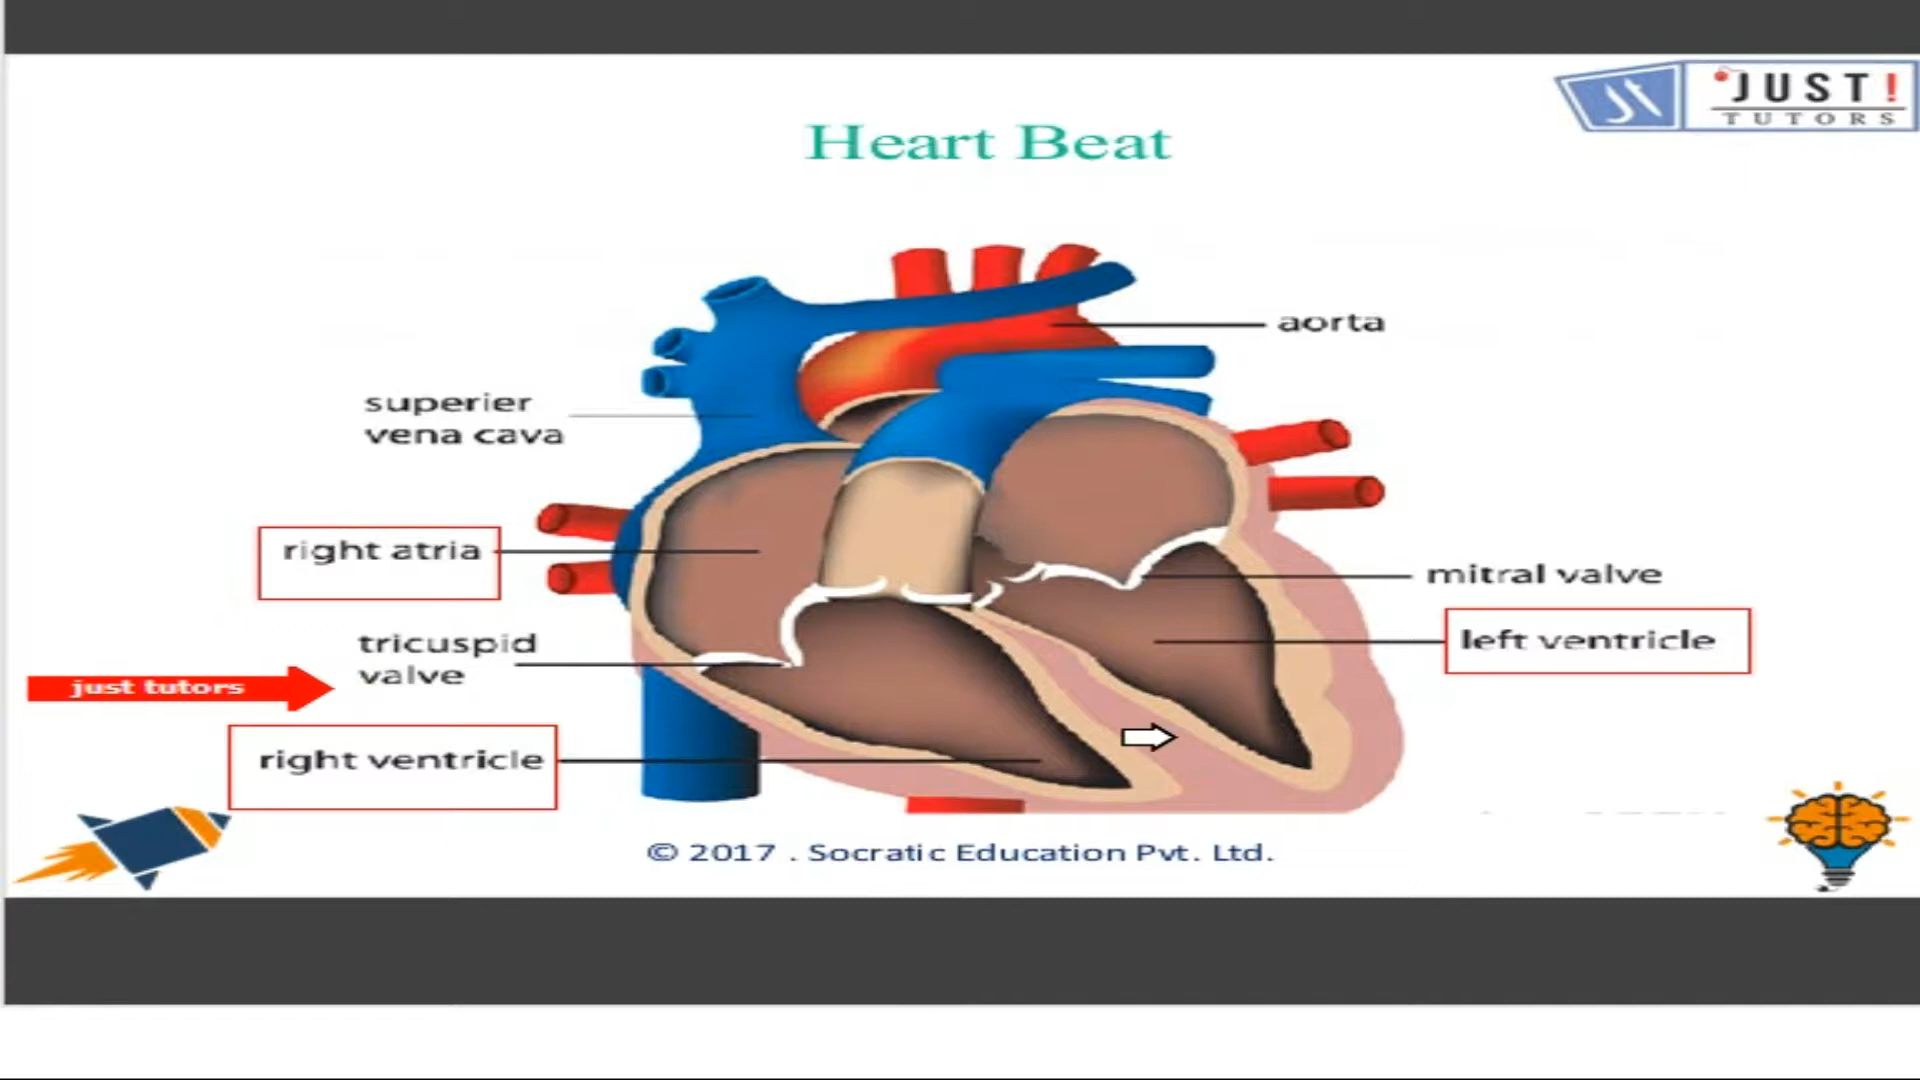 JUST!
TUTORS
Heart Beat
aorta
superier
vena cava
right atria
mitral valve
left ventricle
tricuspid
valve
just tutors
right ventricle
© 2017 . Socratic Education Pvt. Ltd.